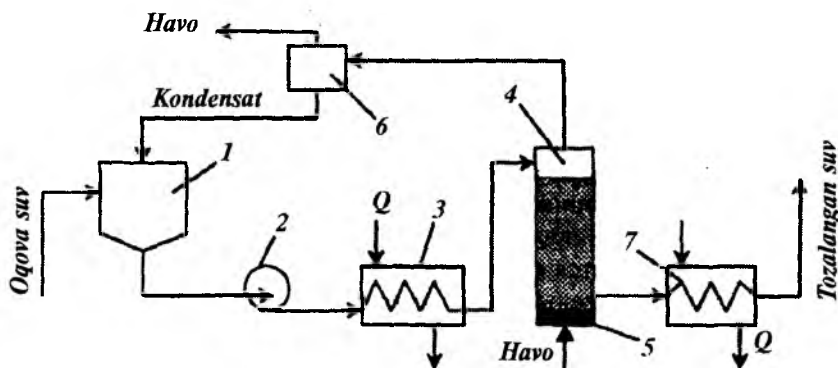 Havo
6
Kondensat
4
1
Oqova suv
2
Q
3
7
Tozalangan suv
Havo
5
Q